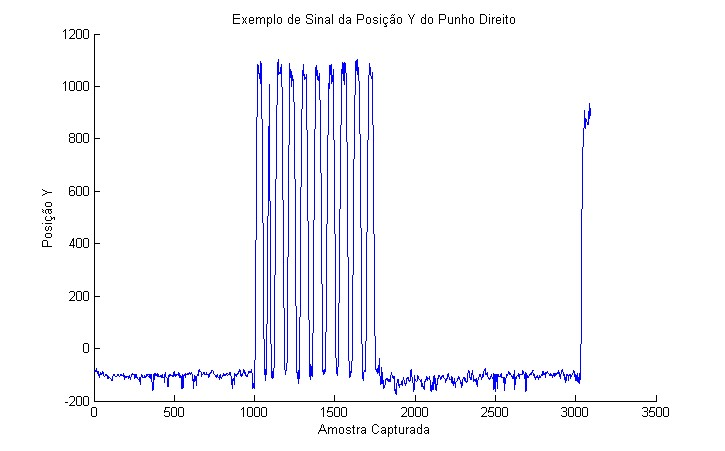 Exemplo de Sinal da Posição Y do Punho Direito
1200
1000
800
600
400
200
0
-200
Posição Y
0 500 1000 1500 2000 2500 3000 3500
Amostra Capturada